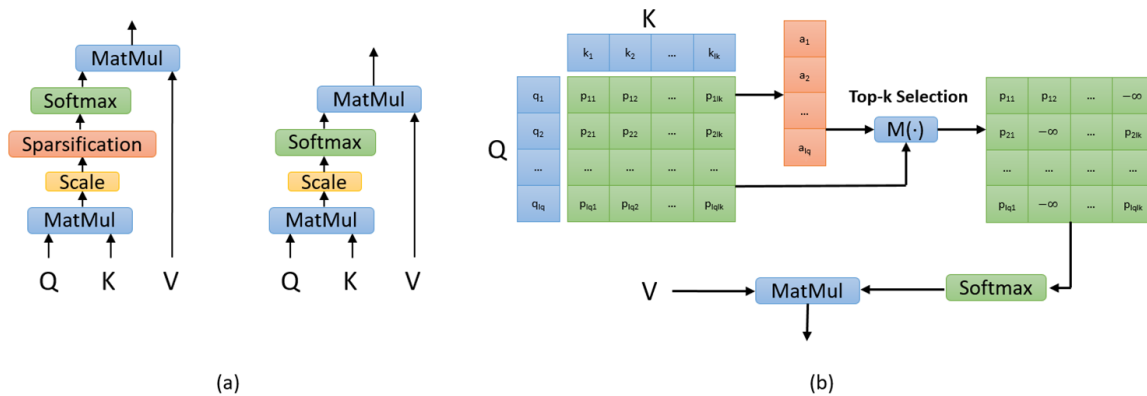 MatMul
Softmax
Sparsification
Scale
MatMul
Q K V
MatMul
Softmax
Scale
MatMul
Q K V
(a)
K
k1 k2 ... klk
Q
q1
q2
...
qlq
p11 p12 ... p1lk
p21 p22 ... p2lk
... ... ... ...
plq1 plq2 ... plqlk
a1
a2
...
alq
Top-k Selection
M(·)
p11 p12 ... −∞
p21 −∞ ... p2lk
... ... ... ...
plq1 −∞ ... plqlk
V
MatMul
Softmax
(b)